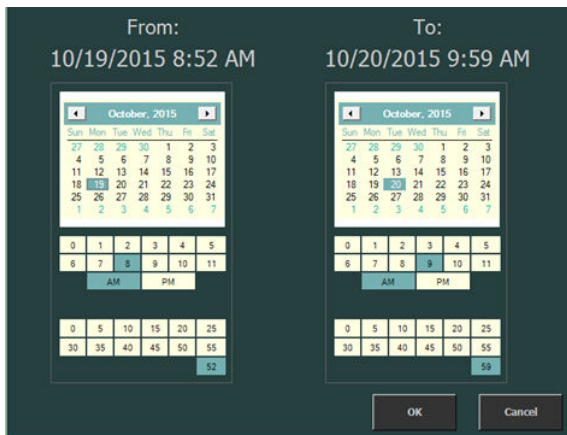 From:
10/19/2015 8:52 AM
October, 2015
Sun Mon Tue Wed Thu Fri Sat
27 28 29 30 1 2 3
4 5 6 7 8 9 10
11 12 13 14 15 16 17
18 19 20 21 22 23 24
25 26 27 28 29 30 31
1 2 3 4 5 6 7
0 1 2 3 4 5
6 7 8 9 10 11
AM PM
0 5 10 15 20 25
30 35 40 45 50 55
52
To:
10/20/2015 9:59 AM
October, 2015
Sun Mon Tue Wed Thu Fri Sat
27 28 29 30 1 2 3
4 5 6 7 8 9 10
11 12 13 14 15 16 17
18 19 20 21 22 23 24
25 26 27 28 29 30 31
1 2 3 4 5 6 7
0 1 2 3 4 5
6 7 8 9 10 11
AM PM
0 5 10 15 20 25
30 35 40 45 50 55
59
OK Cancel